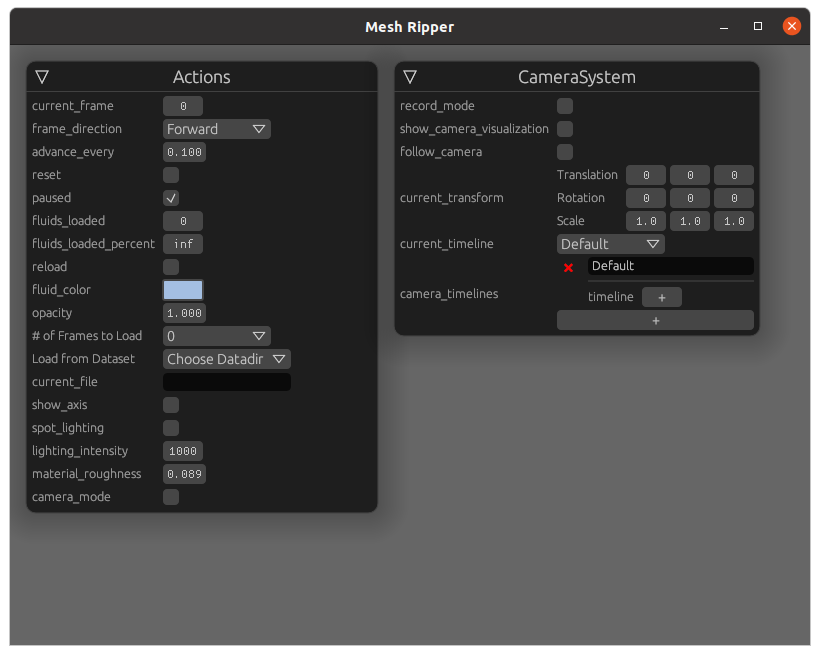 Mesh Ripper
Actions
current_frame 0
frame_direction Forward
advance_every 0.100
reset
paused
fluids_loaded 0
fluids_loaded_percent inf
reload
fluid_color
opacity 1.000
# of Frames to Load 0
Load from Dataset Choose Datadir
current_file
show_axis
spot_lighting
lighting_intensity 1000
material_roughness 0.089
camera_mode
CameraSystem
record_mode
show_camera_visualization
follow_camera
Translation 0 0 0
current_transform Rotation 0 0 0
Scale 1.0 1.0 1.0
current_timeline Default
Default
camera_timelines timeline +
+